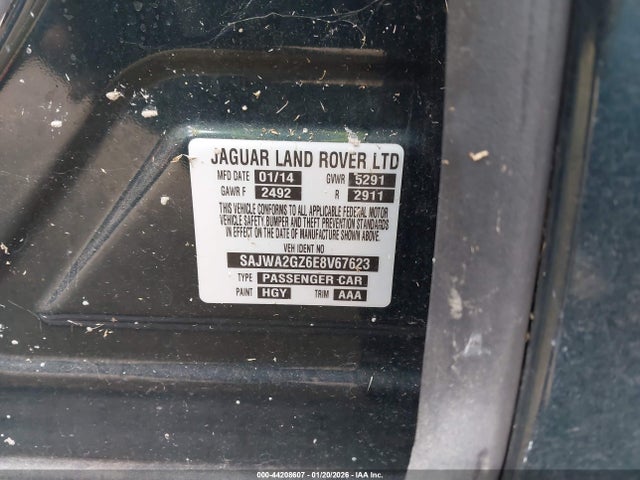 JAGUAR LAND ROVER LTD
MFD DATE 01/14 GVWR 5291
GAWR F 2492 R 2911
THIS VEHICLE CONFORMS TO ALL APPLICABLE FEDERAL MOTOR
VEHICLE SAFETY, BUMPER AND THEFT PREVENTION STANDARDS
IN EFFECT ON THE DATE OF MANUFACTURE SHOWN ABOVE.
VEH IDENT NO
SAJWA2GZ6E8V67623
TYPE PASSENGER CAR
PAINT HGY TRIM AAA
000-44208607 - 01/20/2026 - IAA Inc.